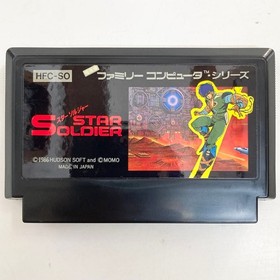 HFC-SO
ファミリー コンピュータ™ シリーズ
スターソルジャー
STAR
SOLDIER
©1986 HUDSON SOFT and ©MOMO
MADE IN JAPAN